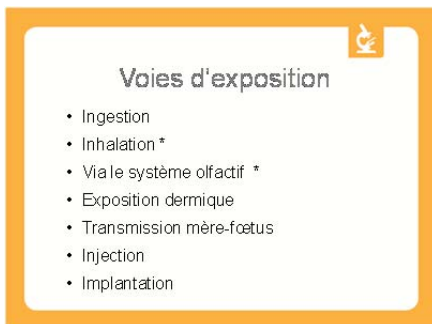 Voies d'exposition
• Ingestion
• Inhalation *
• Via le système olfactif *
• Exposition dermique
• Transmission mère-fœtus
• Injection
• Implantation